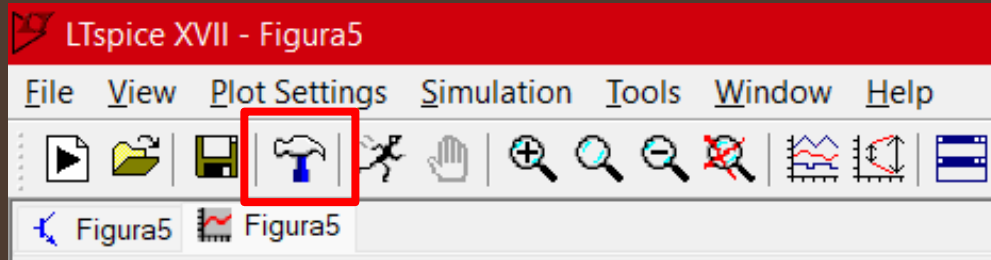 LTspice XVII - Figura5
File View Plot Settings Simulation Tools Window Help
Figura5 Figura5